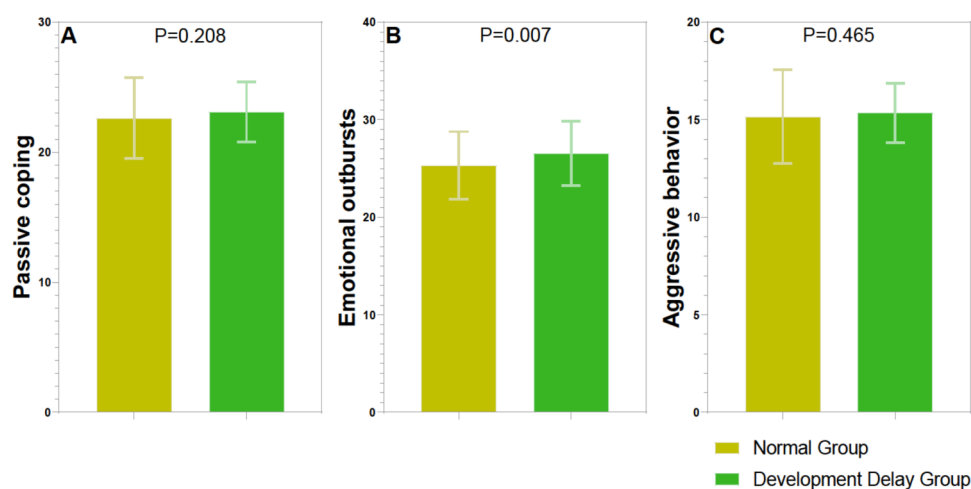 A
P=0.208
Passive coping
30
20
10
0
B
P=0.007
Emotional outbursts
40
30
20
10
0
C
P=0.465
Aggressive behavior
20
15
10
5
0
Normal Group
Development Delay Group